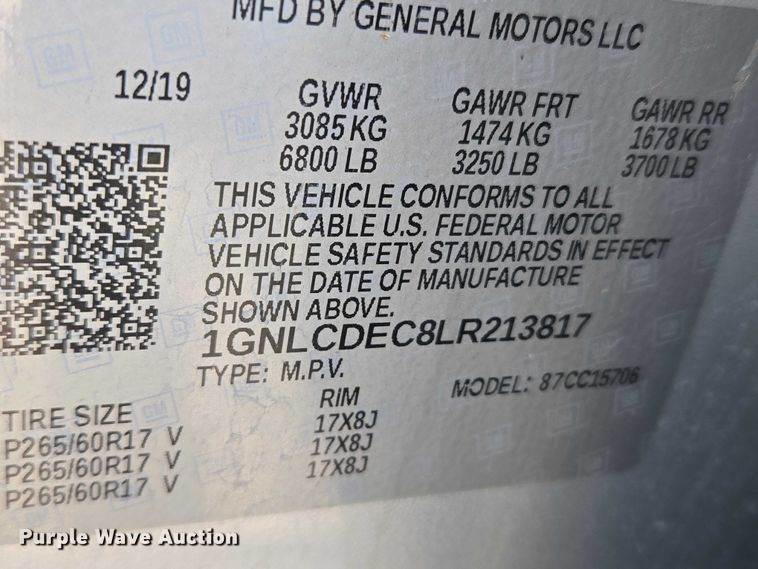 MFD BY GENERAL MOTORS LLC
12/19 GVWR GAWR FRT GAWR RR
3085 KG 1474 KG 1678 KG
6800 LB 3250 LB 3700 LB
THIS VEHICLE CONFORMS TO ALL
APPLICABLE U.S. FEDERAL MOTOR
VEHICLE SAFETY STANDARDS IN EFFECT
ON THE DATE OF MANUFACTURE
SHOWN ABOVE.
1GNLCDEC8LR213817
TYPE: M.P.V. MODEL: 87CC15706
TIRE SIZE RIM
P265/60R17 V 17X8J
P265/60R17 V 17X8J
P265/60R17 V 17X8J
GM
Purple Wave Auction